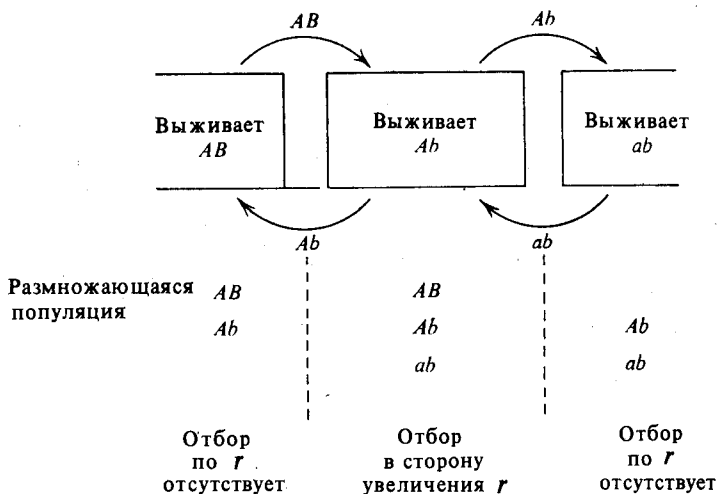 AB
Ab
Выживает
AB
Выживает
Ab
Выживает
ab
Ab
ab
Размножающаяся
популяция
AB
Ab
AB
Ab
ab
Ab
ab
Отбор
по r
отсутствует
Отбор
в сторону
увеличения r
Отбор
по r
отсутствует